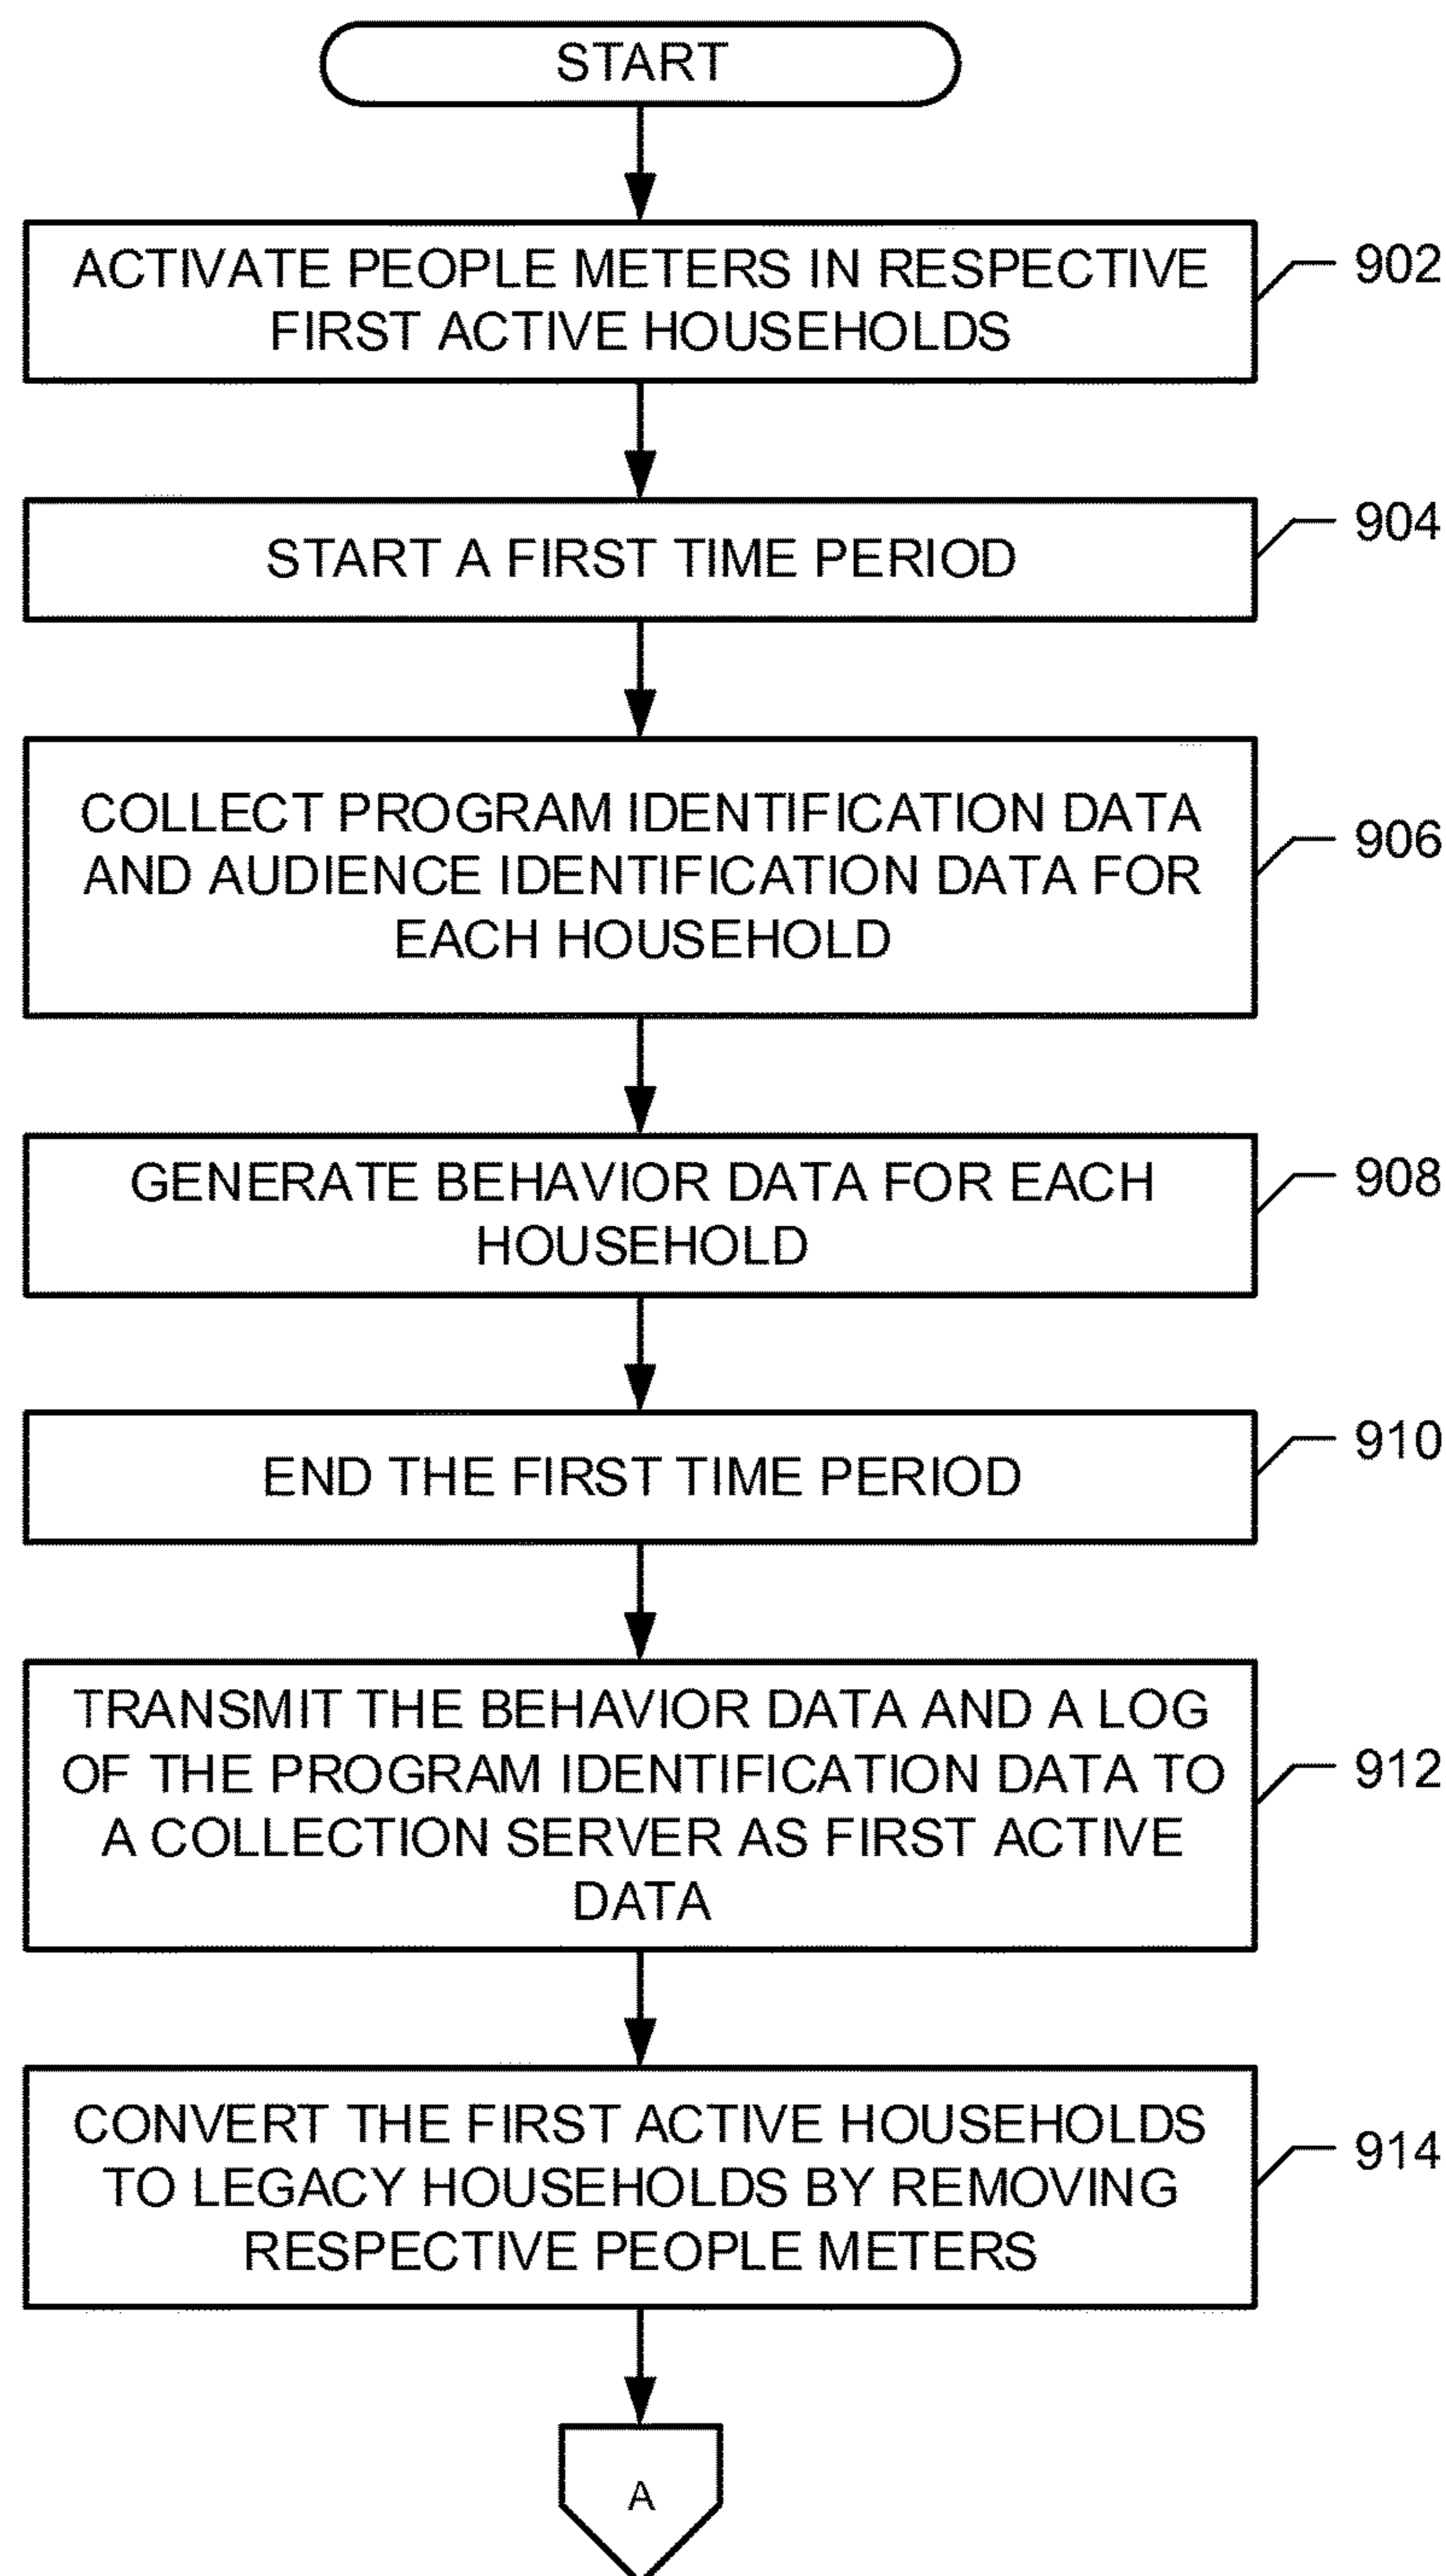 START
ACTIVATE PEOPLE METERS IN RESPECTIVE
FIRST ACTIVE HOUSEHOLDS
902
START A FIRST TIME PERIOD
904
COLLECT PROGRAM IDENTIFICATION DATA
AND AUDIENCE IDENTIFICATION DATA FOR
EACH HOUSEHOLD
906
GENERATE BEHAVIOR DATA FOR EACH
HOUSEHOLD
908
END THE FIRST TIME PERIOD
910
TRANSMIT THE BEHAVIOR DATA AND A LOG
OF THE PROGRAM IDENTIFICATION DATA TO
A COLLECTION SERVER AS FIRST ACTIVE
DATA
912
CONVERT THE FIRST ACTIVE HOUSEHOLDS
TO LEGACY HOUSEHOLDS BY REMOVING
RESPECTIVE PEOPLE METERS
914
A